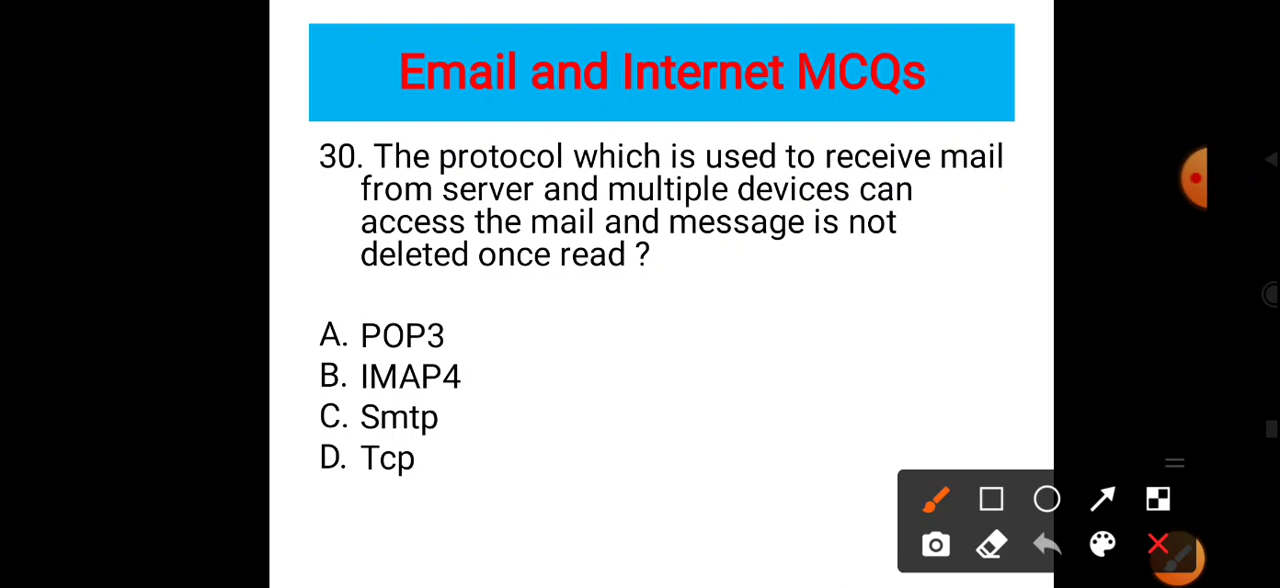 Email and Internet MCQs
30. The protocol which is used to receive mail
from server and multiple devices can
access the mail and message is not
deleted once read ?
A. POP3
B. IMAP4
C. Smtp
D. Tcp